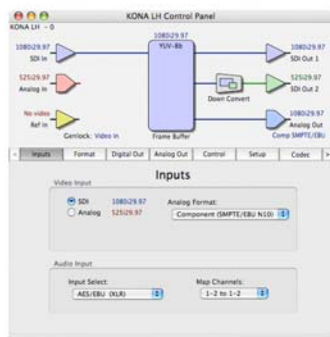 KONA LH Control Panel
KONA LH - 0
1080i29.97
SDI In
525i29.97
Analog In
No video
Ref In
Genlock: Video In
1080i29.97
YUV-8b
Frame Buffer
Down Convert
1080i29.97
SDI Out 1
525i29.97
SDI Out 2
1080i29.97
Analog Out
Comp SMPTE/EBU
Inputs Format Digital Out Analog Out Control Setup Codec
Inputs
Video Input
SDI 1080i29.97
Analog 525i29.97
Analog Format:
Component (SMPTE/EBU N10)
Audio Input
Input Select:
AES/EBU (XLR)
Map Channels:
1-2 to 1-2